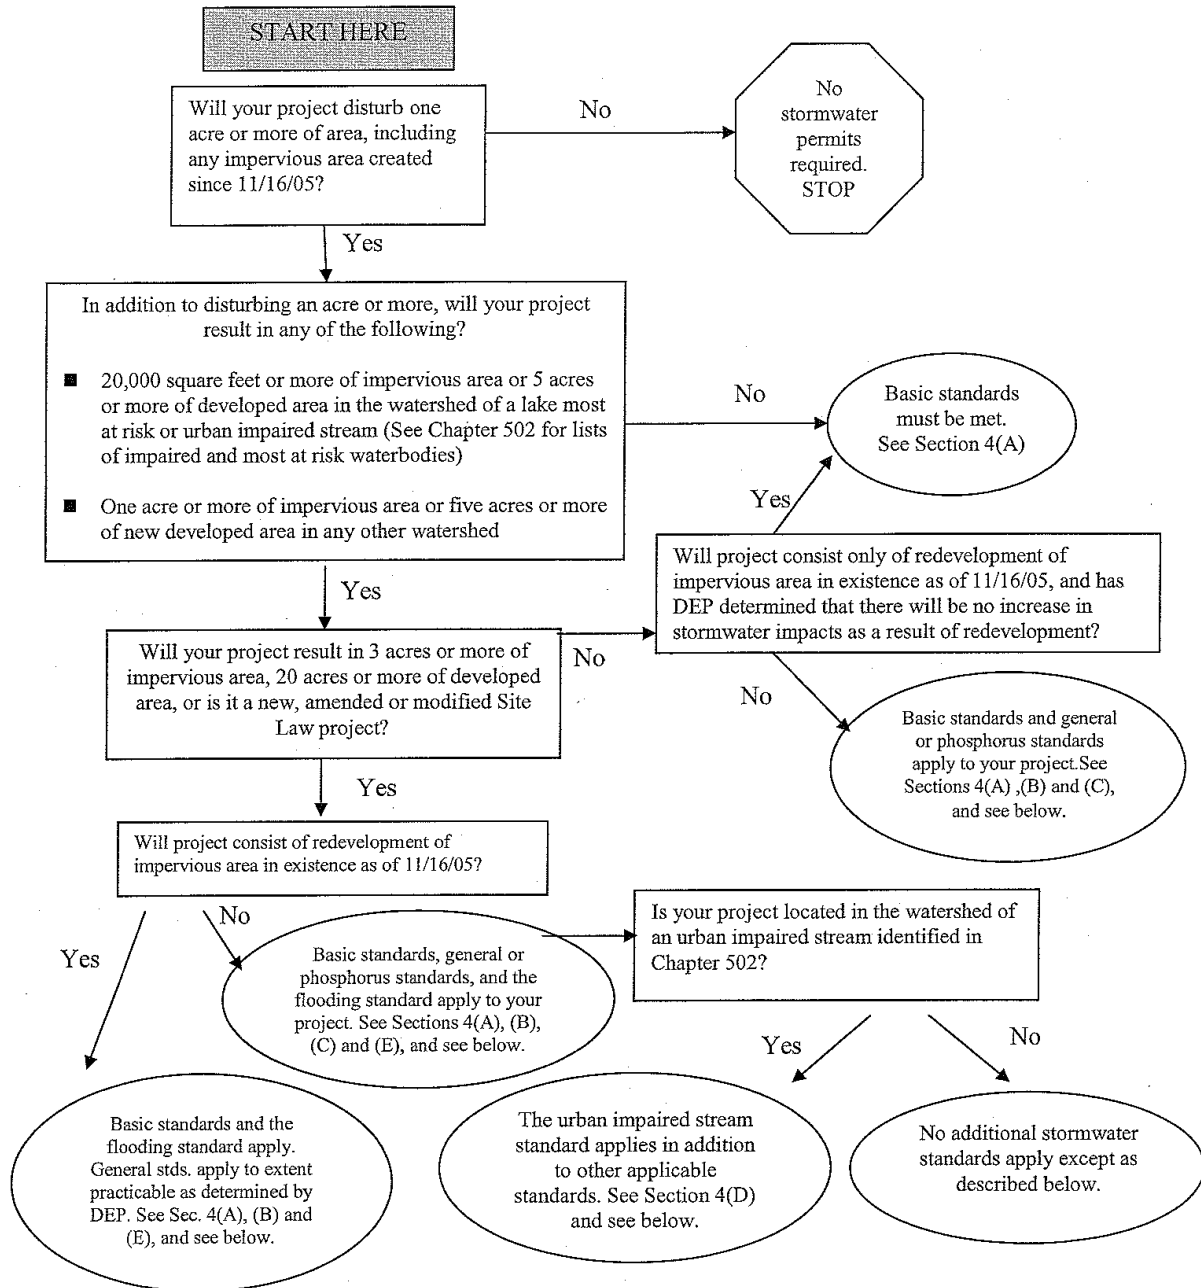 START HERE
Will your project disturb one
acre or more of area, including
any impervious area created
since 11/16/05?
No
No
stormwater
permits
required.
STOP
Yes
In addition to disturbing an acre or more, will your project
result in any of the following?
■ 20,000 square feet or more of impervious area or 5 acres
or more of developed area in the watershed of a lake most
at risk or urban impaired stream (See Chapter 502 for lists
of impaired and most at risk waterbodies)
■ One acre or more of impervious area or five acres or more
of new developed area in any other watershed
No
Basic standards
must be met.
See Section 4(A)
Yes
Yes
Will project consist only of redevelopment of
impervious area in existence as of 11/16/05, and has
DEP determined that there will be no increase in
stormwater impacts as a result of redevelopment?
Will your project result in 3 acres or more of
impervious area, 20 acres or more of developed
area, or is it a new, amended or modified Site
Law project?
No
No
Basic standards and general
or phosphorus standards
apply to your project.See
Sections 4(A) ,(B) and (C),
and see below.
Yes
Will project consist of redevelopment of
impervious area in existence as of 11/16/05?
Yes
No
Basic standards, general or
phosphorus standards, and the
flooding standard apply to your
project. See Sections 4(A), (B),
(C) and (E), and see below.
Is your project located in the watershed of
an urban impaired stream identified in
Chapter 502?
Yes
No
Basic standards and the
flooding standard apply.
General stds. apply to extent
practicable as determined by
DEP. See Sec. 4(A), (B) and
(E), and see below.
The urban impaired stream
standard applies in addition
to other applicable
standards. See Section 4(D)
and see below.
No additional stormwater
standards apply except as
described below.